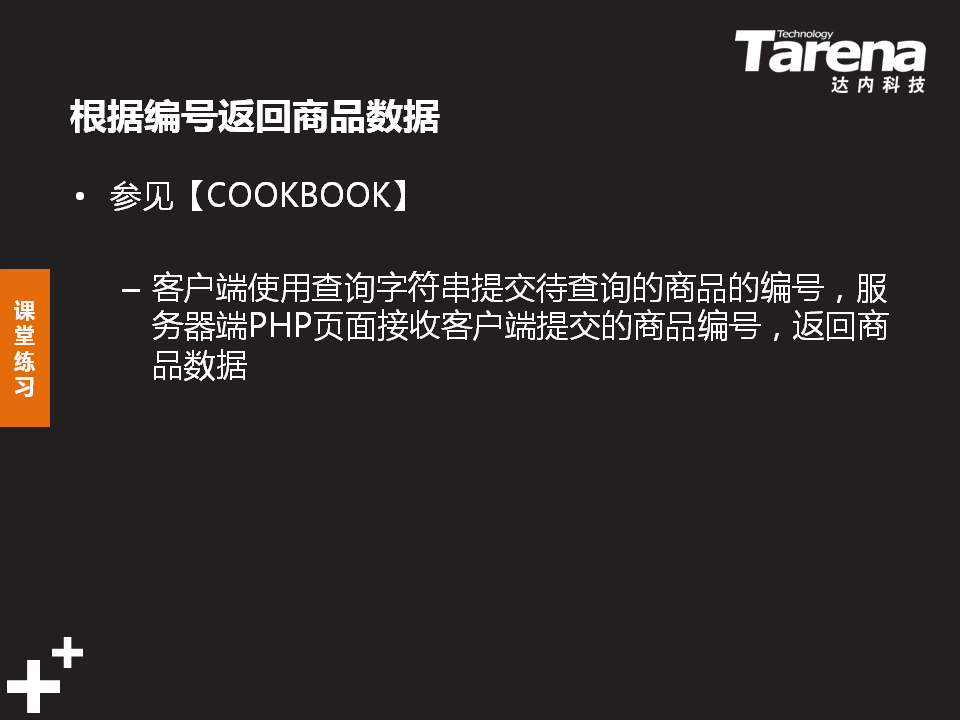 Technology
Tarena
达内科技
根据编号返回商品数据
• 参见【COOKBOOK】
– 客户端使用查询字符串提交待查询的商品的编号，服
务器端PHP页面接收客户端提交的商品编号，返回商
品数据
课
堂
练
习